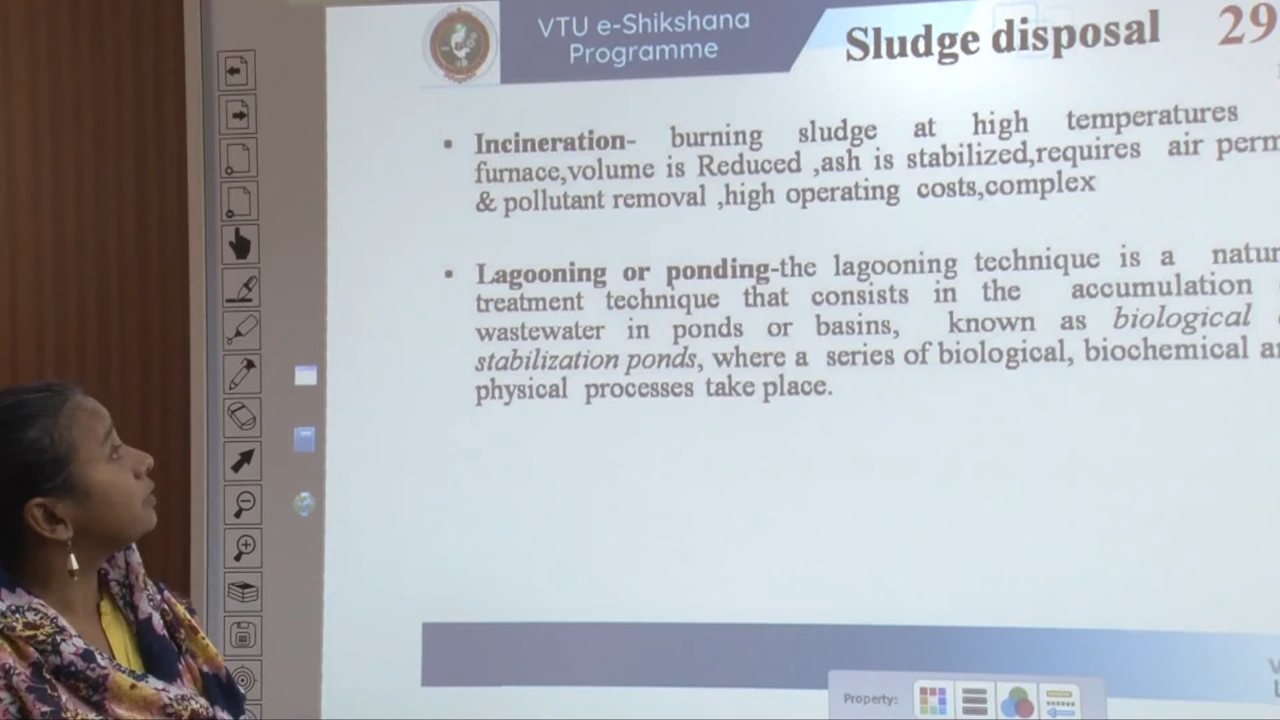 VTU e-Shikshana
Programme
Sludge disposal 29
Incineration- burning sludge at high temperatures
furnace,volume is Reduced ,ash is stabilized,requires air perm
& pollutant removal ,high operating costs,complex
Lagooning or ponding-the lagooning technique is a natur
treatment technique that consists in the accumulation
wastewater in ponds or basins, known as biological
stabilization ponds, where a series of biological, biochemical an
physical processes take place.
Property: